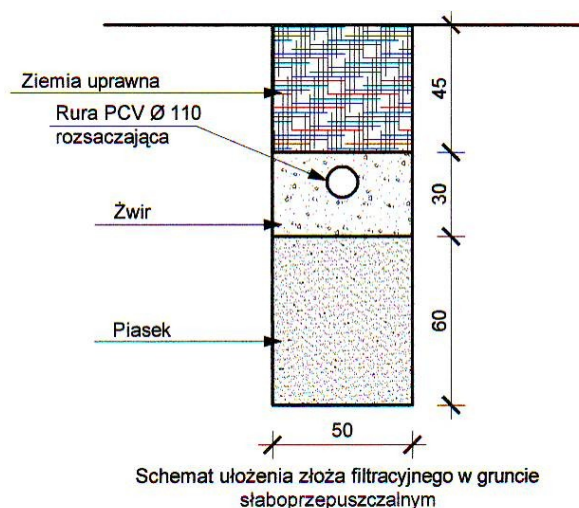 Ziemia uprawna
Rura PCV Ø 110
rozsaczająca
Żwir
Piasek
45
30
60
50
Schemat ułożenia złoża filtracyjnego w gruncie
słaboprzepuszczalnym